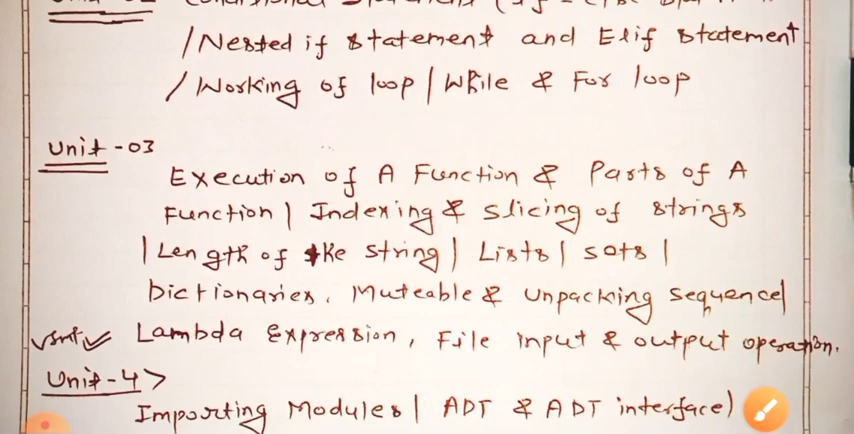 /Nested if statement and Elif statement
/Working of loop | While & For loop
Unit-03
Execution of A Function & Parts of A
Function | Indexing & Slicing of strings
| Length of the string | Lists | sets |
Dictionaries, Muteable & Unpacking Sequence|
Lambda Expression, File input & output operation.
Unit-4>
Importing Modules | ADT & ADT interface)